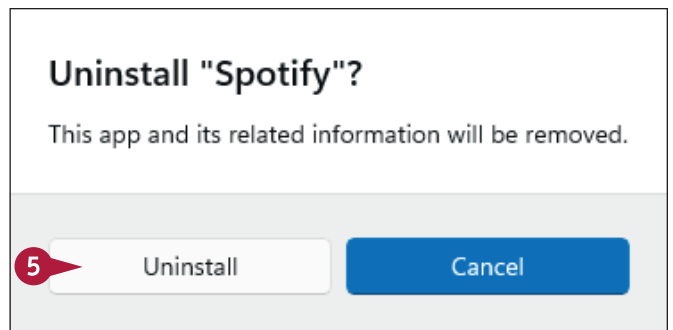 Uninstall "Spotify"?
This app and its related information will be removed.
5 Uninstall Cancel